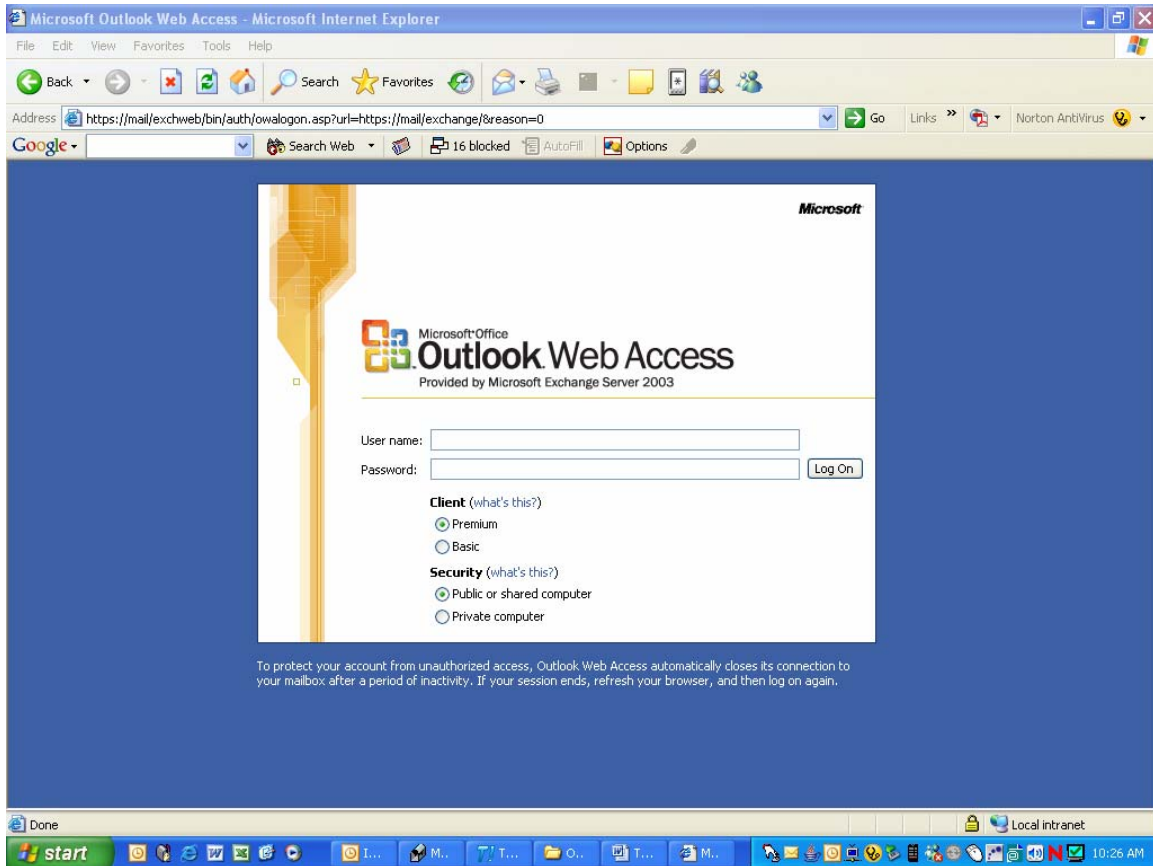 Microsoft Outlook Web Access - Microsoft Internet Explorer
File Edit View Favorites Tools Help
Back Search Favorites
Address https://mail/exchweb/bin/auth/owalogon.asp?url=https://mail/exchange/&reason=0 Go Links » Norton AntiVirus
Google Search Web 16 blocked AutoFill Options
Microsoft
Microsoft Office
Outlook Web Access
Provided by Microsoft Exchange Server 2003
User name:
Password: Log On
Client (what's this?)
Premium
Basic
Security (what's this?)
Public or shared computer
Private computer
To protect your account from unauthorized access, Outlook Web Access automatically closes its connection to
your mailbox after a period of inactivity. If your session ends, refresh your browser, and then log on again.
Done Local intranet
start I... M.. T... O.. T... M.. 10:26 AM